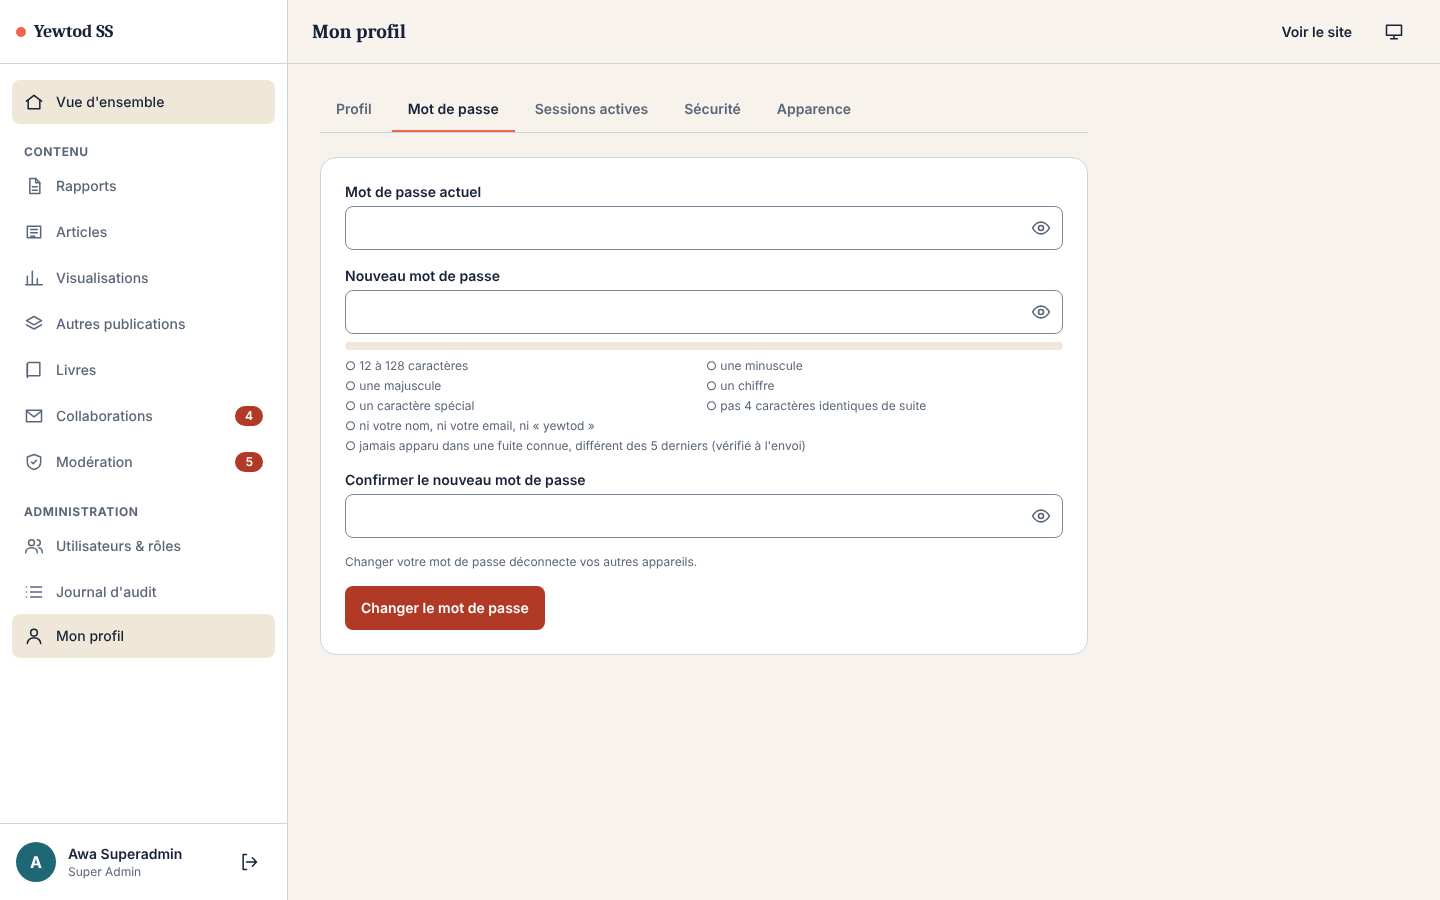 Yewtod SS
Mon profil
Voir le site
Vue d'ensemble
CONTENU
Rapports
Articles
Visualisations
Autres publications
Livres
Collaborations 4
Modération 5
ADMINISTRATION
Utilisateurs & rôles
Journal d'audit
Mon profil
A
Awa Superadmin
Super Admin
Profil Mot de passe Sessions actives Sécurité Apparence
Mot de passe actuel
Nouveau mot de passe
12 à 128 caractères
une minuscule
une majuscule
un chiffre
un caractère spécial
pas 4 caractères identiques de suite
ni votre nom, ni votre email, ni « yewtod »
jamais apparu dans une fuite connue, différent des 5 derniers (vérifié à l'envoi)
Confirmer le nouveau mot de passe
Changer votre mot de passe déconnecte vos autres appareils.
Changer le mot de passe